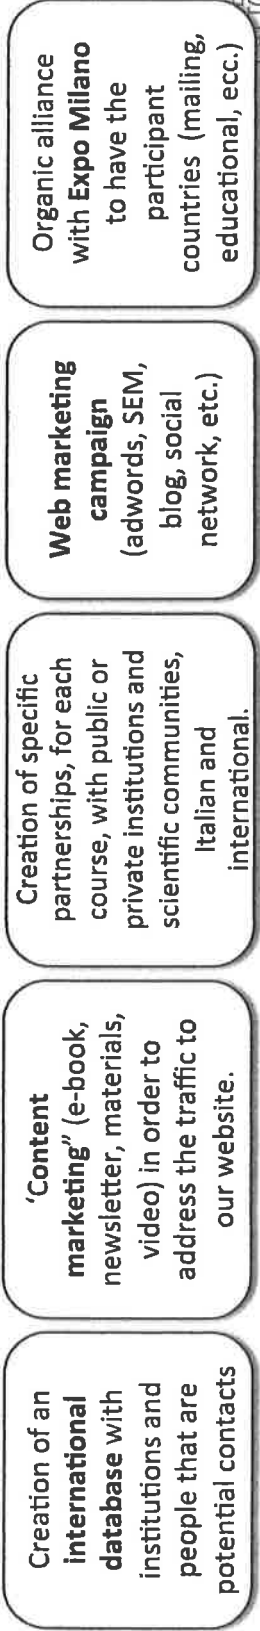 Creation of an
international
database with
institutions and
people that are
potential contacts
‘Content
marketing” (e-book,
newsletter, materials,
video) in order to
address the traffic to
our website.
Creation of specific
partnerships, for each
course, with public or
private institutions and
scientific communities,
Italian and
international.
Web marketing
campaign
(adwords, SEM,
blog, social
network, etc.)
Organic alliance
with Expo Milano
to have the
participant
countries (mailing,
educational, ecc.)